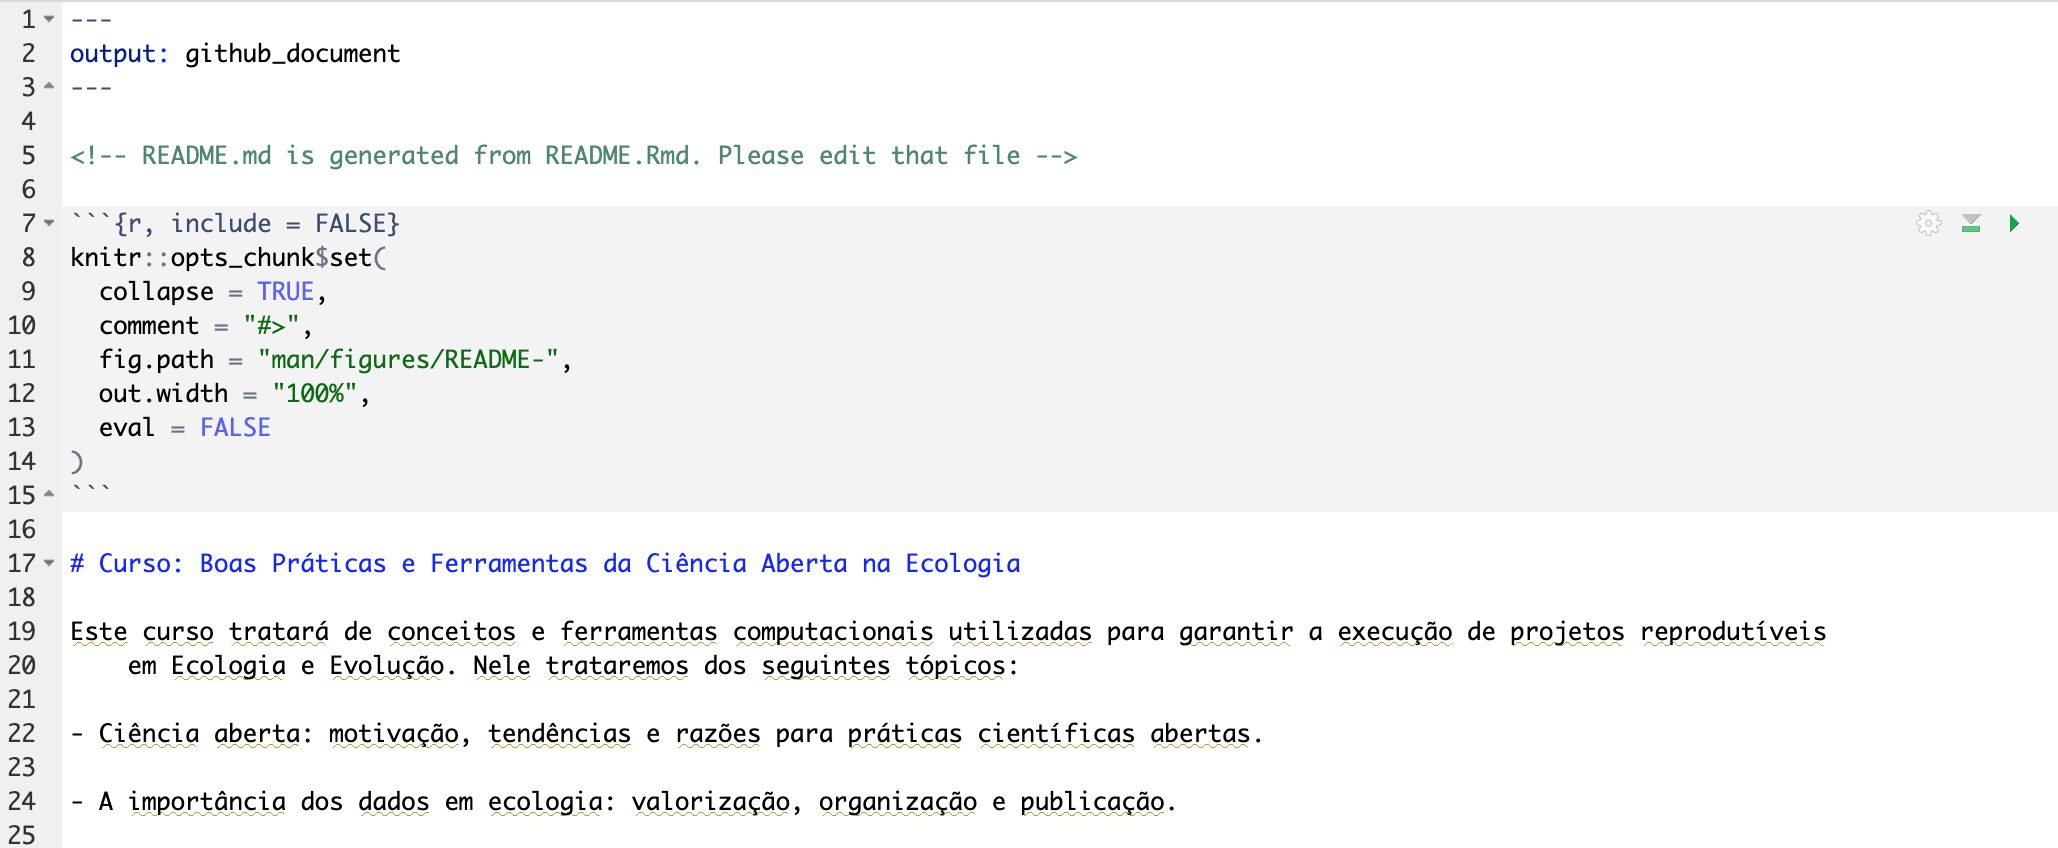 1 ---
2 output: github_document
3 ---
4
5 <!-- README.md is generated from README.Rmd. Please edit that file -->
6
7 ```{r, include = FALSE}
8 knitr::opts_chunk$set(
9   collapse = TRUE,
10   comment = "#>",
11   fig.path = "man/figures/README-",
12   out.width = "100%",
13   eval = FALSE
14 )
15 ```
16
17 # Curso: Boas Práticas e Ferramentas da Ciência Aberta na Ecologia
18
19 Este curso tratará de conceitos e ferramentas computacionais utilizadas para garantir a execução de projetos reprodutíveis
20     em Ecologia e Evolução. Nele trataremos dos seguintes tópicos:
21
22 - Ciência aberta: motivação, tendências e razões para práticas científicas abertas.
23
24 - A importância dos dados em ecologia: valorização, organização e publicação.
25